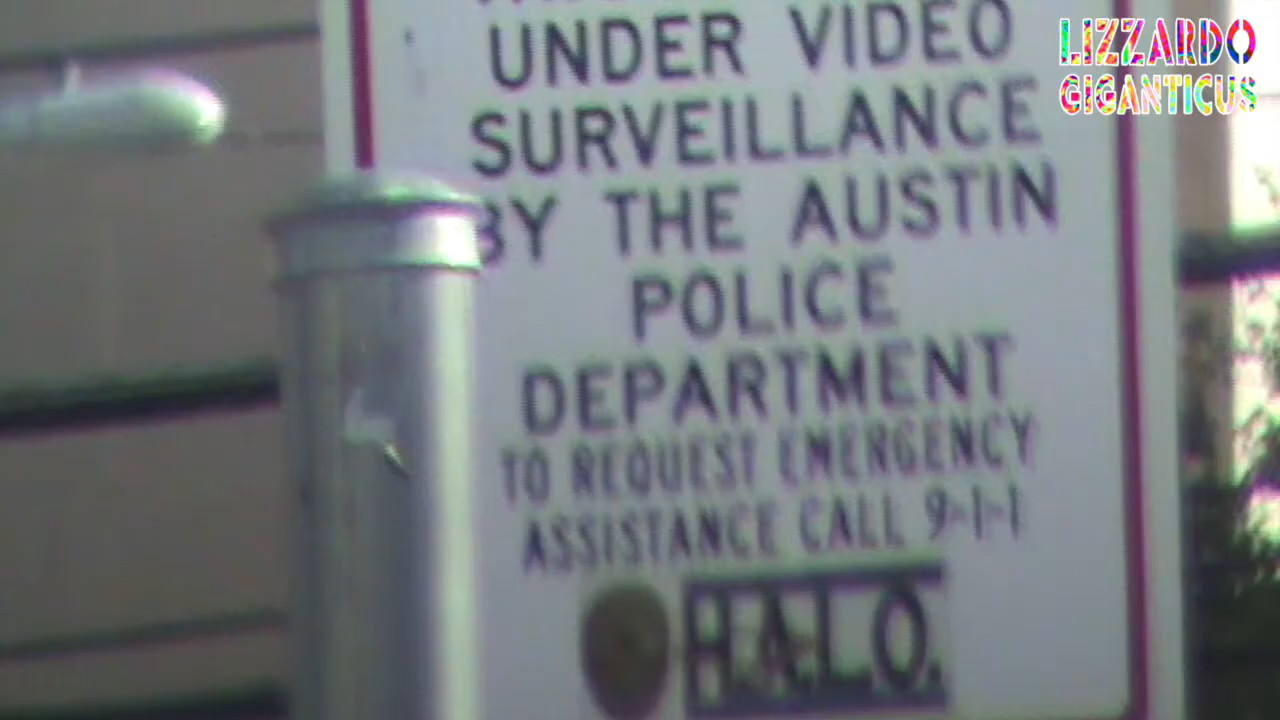 UNDER VIDEO
SURVEILLANCE
BY THE AUSTIN
POLICE
DEPARTMENT
TO REQUEST EMERGENCY
ASSISTANCE CALL 9-1-1
H.A.L.O.
LIZZARDO
GIGANTICUS